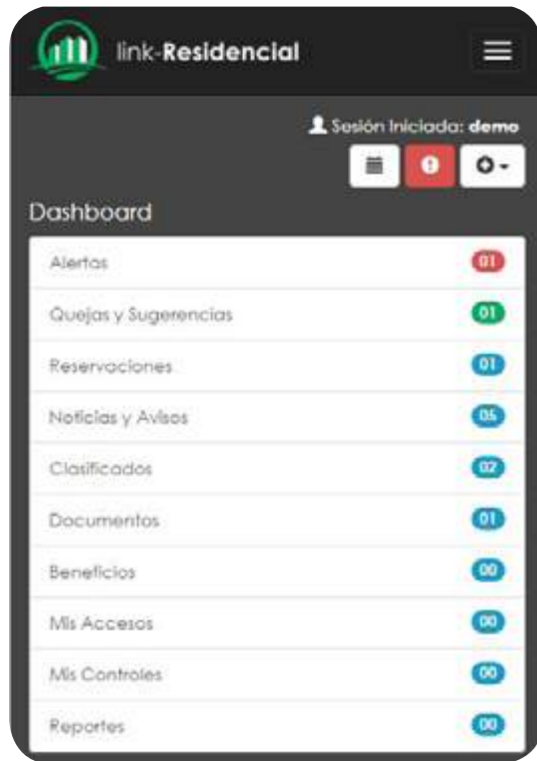 link-Residencial
Sesión Iniciada: demo
Dashboard
Alertas 01
Quejas y Sugerencias 01
Reservaciones 01
Noticias y Avisos 05
Clasificados 02
Documentos 01
Beneficios 00
Mis Accesos 00
Mis Controles 00
Reportes 00